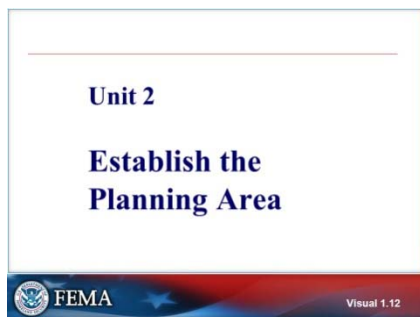 Unit 2
Establish the
Planning Area
FEMA
Visual 1.12